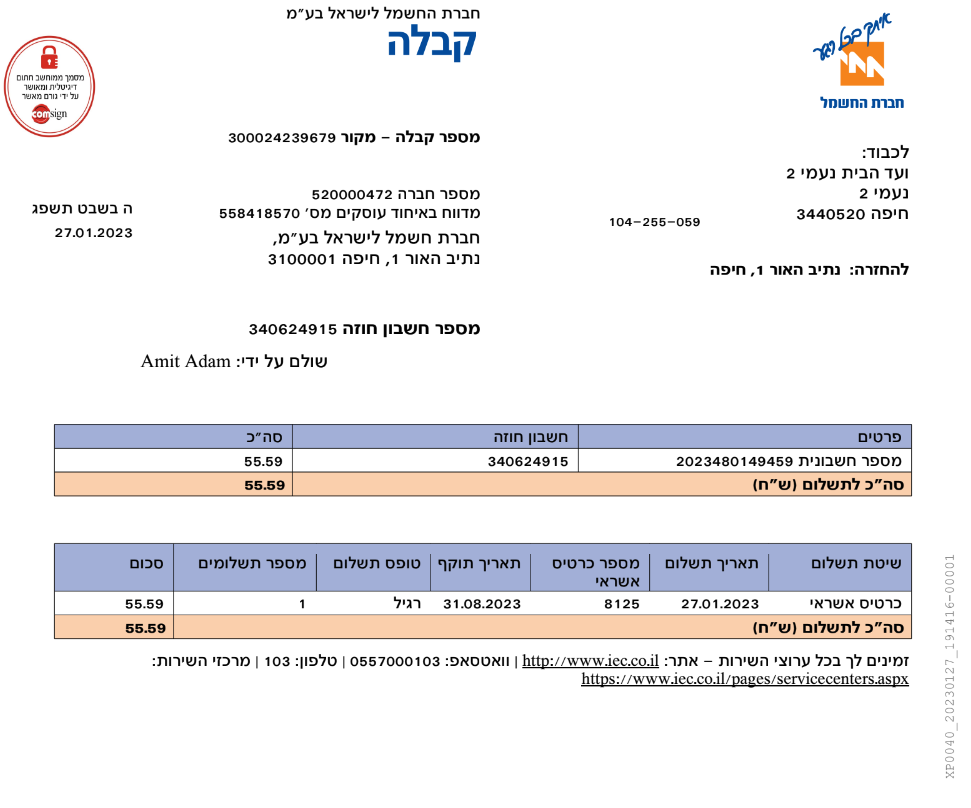 חברת החשמל לישראל בע״מ
קבלה
איתך בכל רגע
חברת החשמל
מסמך ממוחשב חתום
דיגיטלית ומאושר
על ידי גורם מאשר
comsign
מספר קבלה – מקור 300024239679
לכבוד:
ועד הבית נעמי 2
נעמי 2
חיפה 3440520
104-255-059
מספר חברה 520000472
מדווח באיחוד עוסקים מס׳ 558418570
חברת חשמל לישראל בע״מ,
נתיב האור 1, חיפה 3100001
ה בשבט תשפג
27.01.2023
להחזרה: נתיב האור 1, חיפה
מספר חשבון חוזה 340624915
שולם על ידי: Amit Adam
פרטים חשבון חוזה סה״כ
מספר חשבונית 2023480149459 340624915 55.59
סה״כ לתשלום (ש״ח) 55.59
שיטת תשלום תאריך תשלום מספר כרטיס אשראי תאריך תוקף טופס תשלום מספר תשלומים סכום
כרטיס אשראי 27.01.2023 8125 31.08.2023 רגיל 1 55.59
סה״כ לתשלום (ש״ח) 55.59
זמינים לך בכל ערוצי השירות – אתר: http://www.iec.co.il | וואטסאפ: 0557000103 | טלפון: 103 | מרכזי השירות:
https://www.iec.co.il/pages/servicecenters.aspx
XP0040_20230127_191416-00001